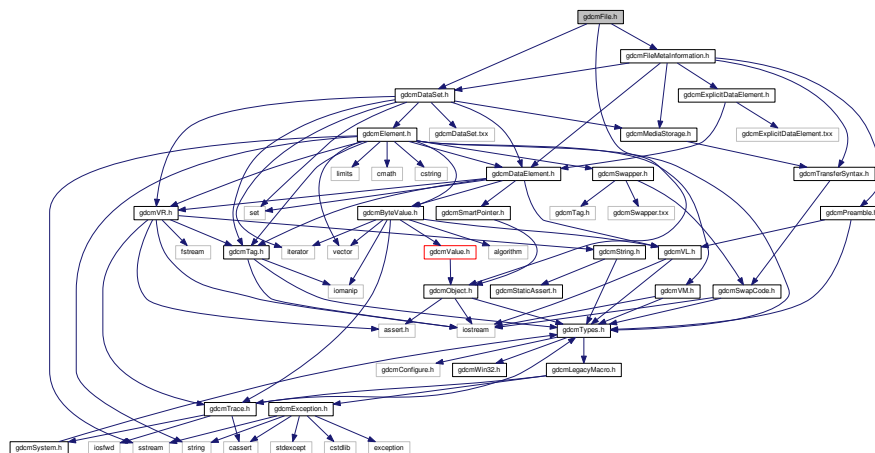 gdcmFile.h
gdcmFileMetaInformation.h
gdcmDataSet.h
gdcmExplicitDataElement.h
gdcmElement.h
gdcmDataSet.txx
gdcmMediaStorage.h
gdcmExplicitDataElement.txx
limits
cmath
cstring
gdcmDataElement.h
gdcmSwapper.h
gdcmTransferSyntax.h
gdcmVR.h
set
gdcmByteValue.h
gdcmSmartPointer.h
gdcmTag.h
gdcmSwapper.txx
gdcmPreamble.h
fstream
gdcmTag.h
iterator
vector
gdcmValue.h
algorithm
gdcmString.h
gdcmVL.h
iomanip
gdcmObject.h
gdcmStaticAssert.h
gdcmVM.h
gdcmSwapCode.h
assert.h
iostream
gdcmTypes.h
gdcmConfigure.h
gdcmWin32.h
gdcmLegacyMacro.h
gdcmTrace.h
gdcmException.h
gdcmSystem.h
iosfwd
sstream
string
cassert
stdexcept
cstdlib
exception